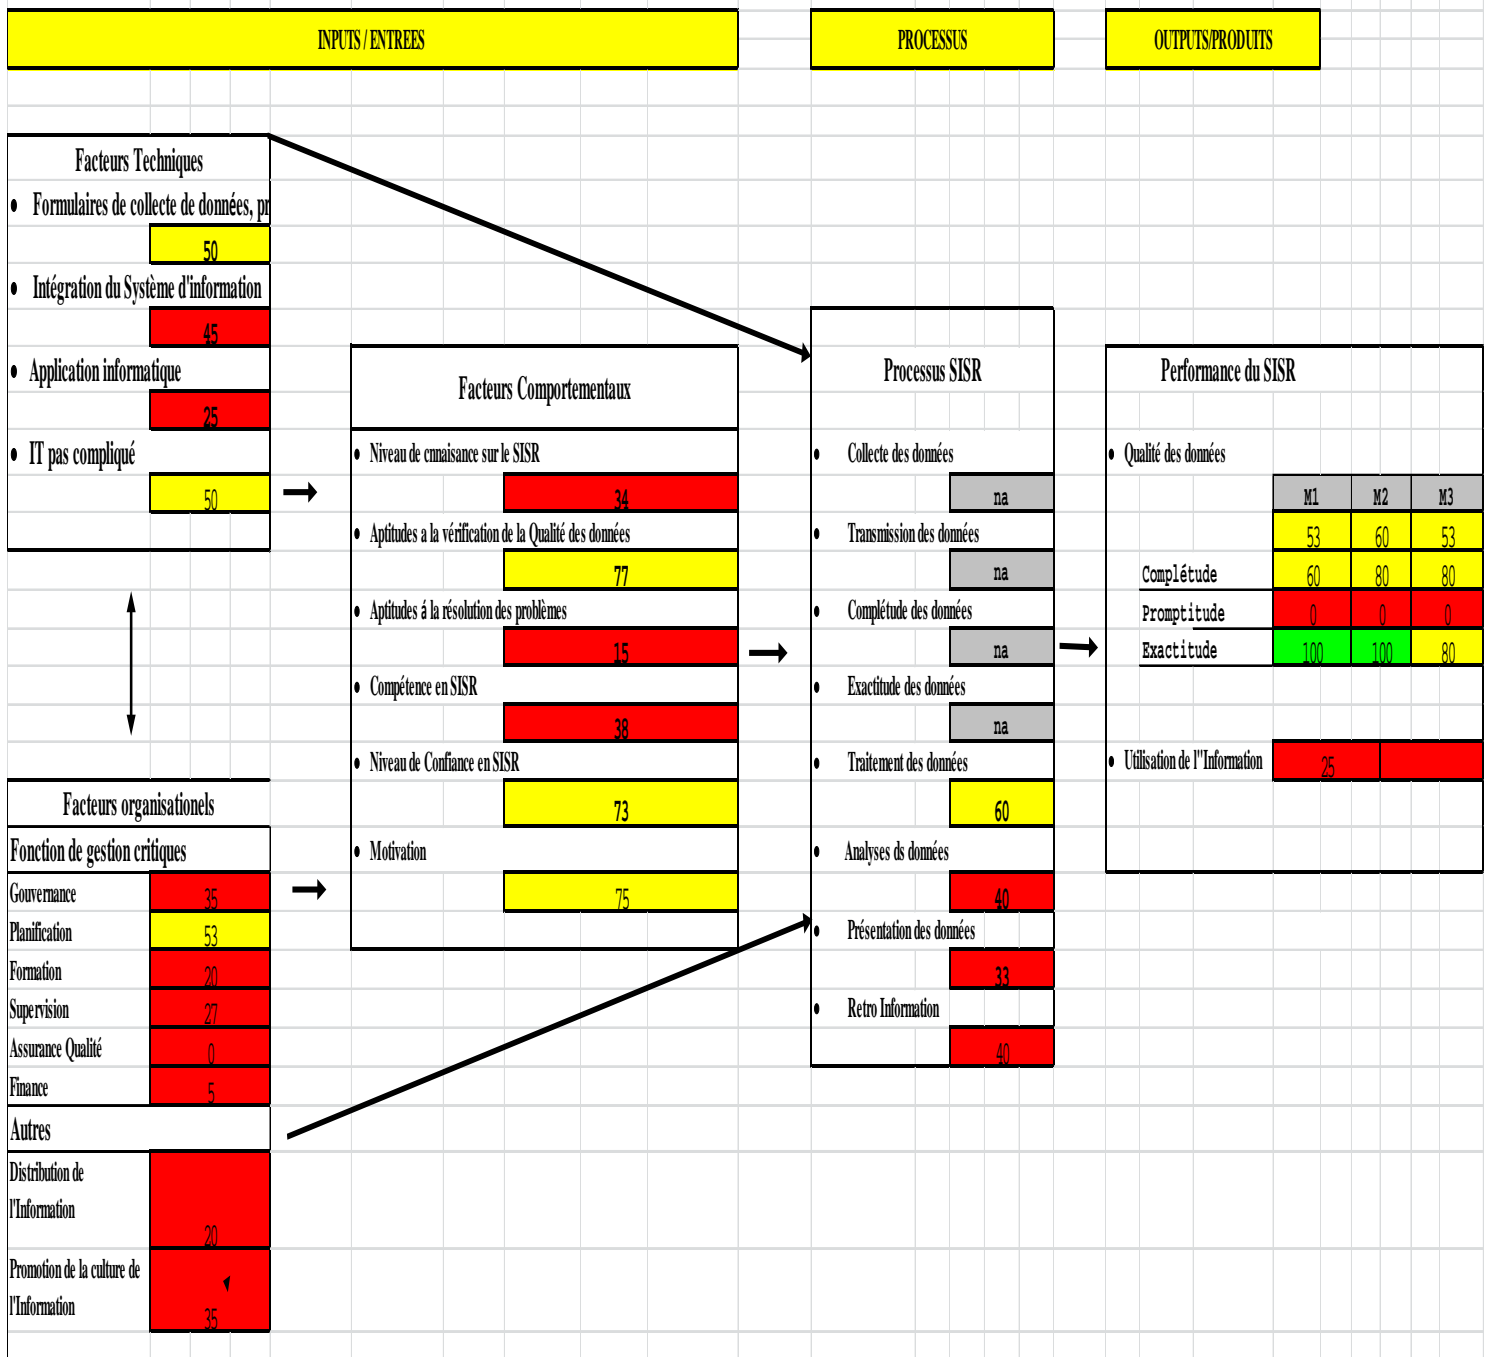 INPUTS / ENTREES
PROCESSUS
OUTPUTS/PRODUITS
Facteurs Techniques
• Formulaires de collecte de données, pr
50
• Intégration du Système d'information
45
• Application informatique
25
• IT pas compliqué
50
Facteurs organisationels
Fonction de gestion critiques
Gouvernance 35
Planification 53
Formation 20
Supervision 27
Assurance Qualité 0
Finance 5
Autres
Distribution de
l'Information
20
Promotion de la culture de
l'Information
35
Facteurs Comportementaux
• Niveau de cnnaisance sur le SISR
34
• Aptitudes a la vérification de la Qualité des données
77
• Aptitudes á la résolution des problèmes
15
• Compétence en SISR
38
• Niveau de Confiance en SISR
73
• Motivation
75
Processus SISR
• Collecte des données
na
• Transmission des données
na
• Complétude des données
na
• Exactitude des données
na
• Traitement des données
60
• Analyses ds données
40
• Présentation des données
33
• Retro Information
40
Performance du SISR
• Qualité des données
M1 M2 M3
53 60 53
Complétude 60 80 80
Promptitude 0 0 0
Exactitude 100 100 80
• Utilisation de l"Information 25